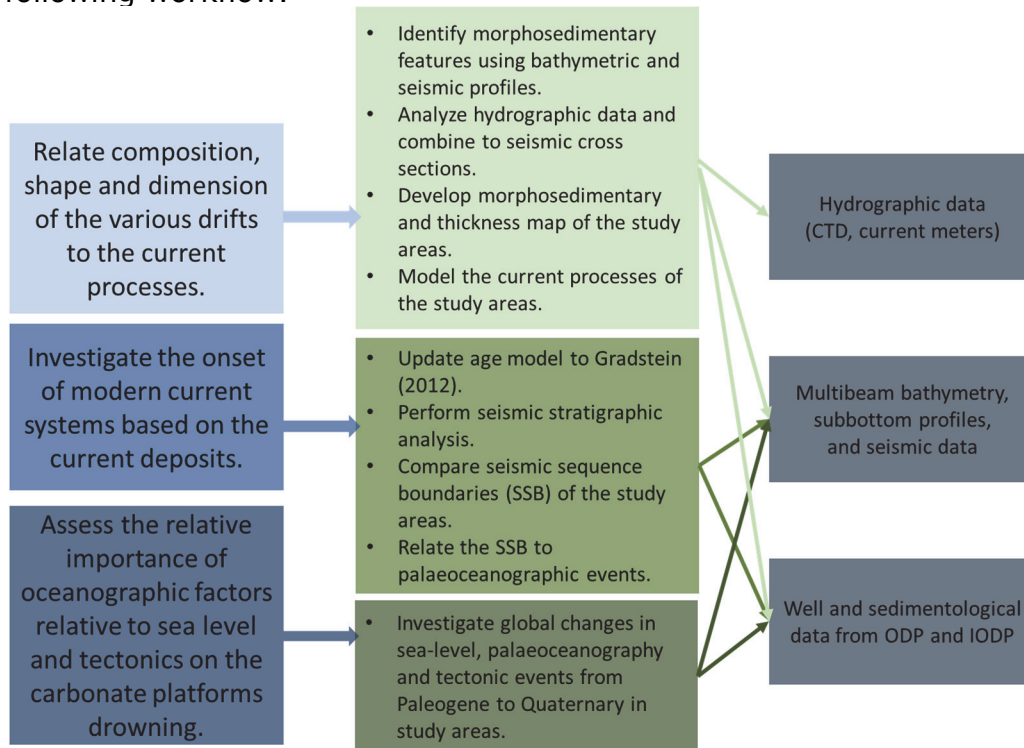 following workflow:
Relate composition,
shape and dimension
of the various drifts
to the current
processes.
• Identify morphosedimentary
features using bathymetric and
seismic profiles.
• Analyze hydrographic data and
combine to seismic cross
sections.
• Develop morphosedimentary
and thickness map of the study
areas.
• Model the current processes of
the study areas.
Hydrographic data
(CTD, current meters)
Investigate the onset
of modern current
systems based on the
current deposits.
• Update age model to Gradstein
(2012).
• Perform seismic stratigraphic
analysis.
• Compare seismic sequence
boundaries (SSB) of the study
areas.
• Relate the SSB to
palaeoceanographic events.
Multibeam bathymetry,
subbottom profiles,
and seismic data
Assess the relative
importance of
oceanographic factors
relative to sea level
and tectonics on the
carbonate platforms
drowning.
• Investigate global changes in
sea-level, palaeoceanography
and tectonic events from
Paleogene to Quaternary in
study areas.
Well and sedimentological
data from ODP and IODP